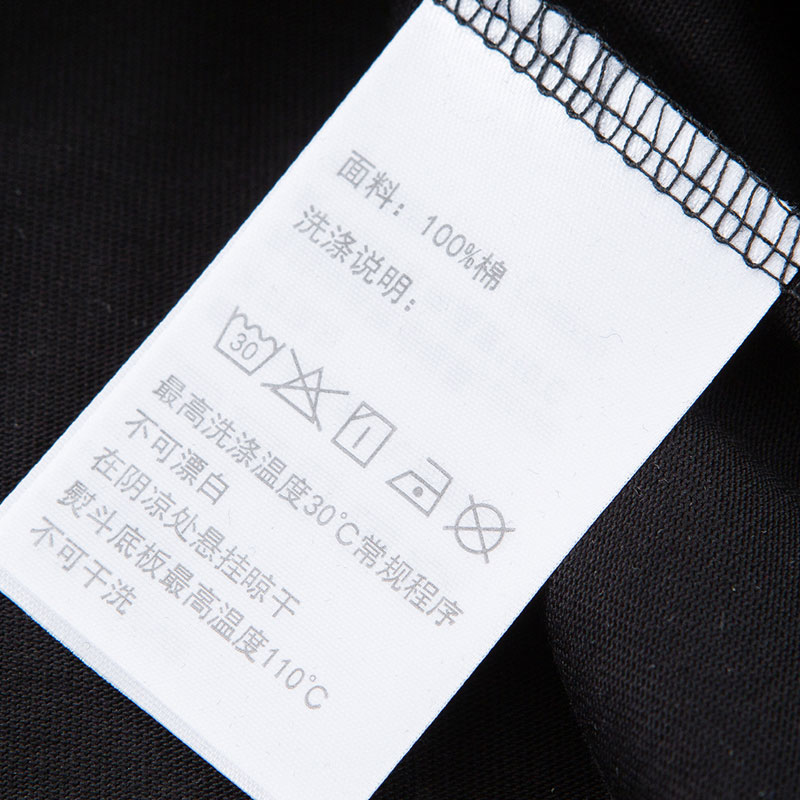 面料：100%棉
洗涤说明：
30
最高洗涤温度30℃常规程序
不可漂白
在阴凉处悬挂晾干
熨斗底板最高温度110℃
不可干洗